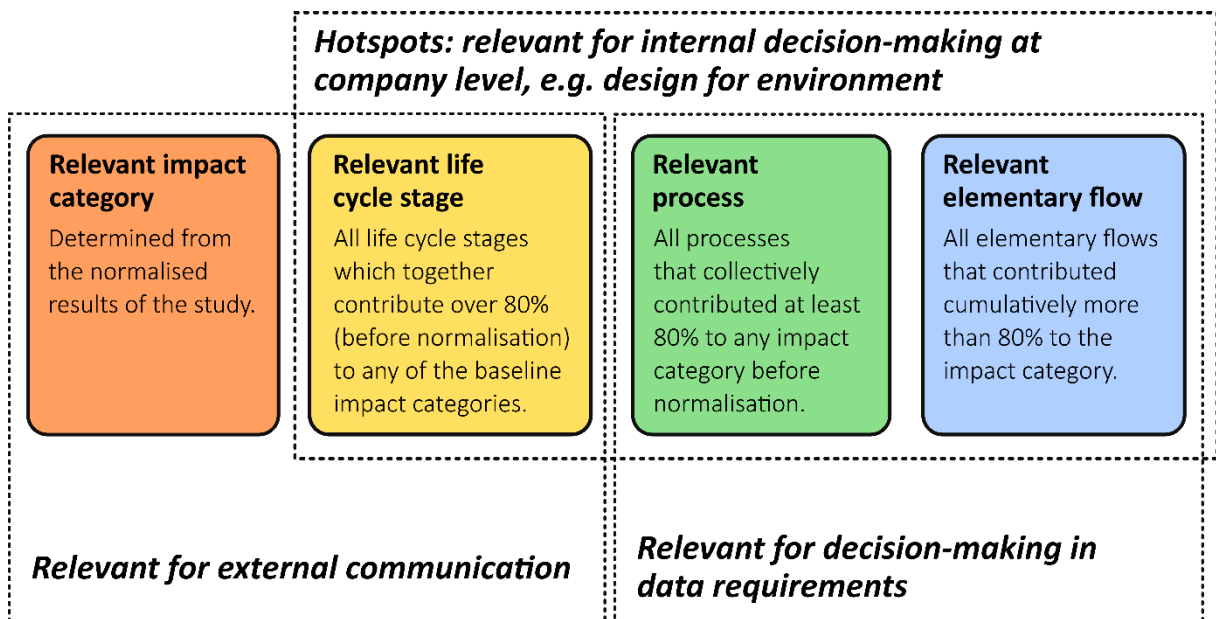 Hotspots: relevant for internal decision-making at
company level, e.g. design for environment
Relevant impact
category
Determined from
the normalised
results of the study.
Relevant life
cycle stage
All life cycle stages
which together
contribute over 80%
(before normalisation)
to any of the baseline
impact categories.
Relevant
process
All processes
that collectively
contributed at least
80% to any impact
category before
normalisation.
Relevant
elementary flow
All elementary flows
that contributed
cumulatively more
than 80% to the
impact category.
Relevant for external communication
Relevant for decision-making in
data requirements